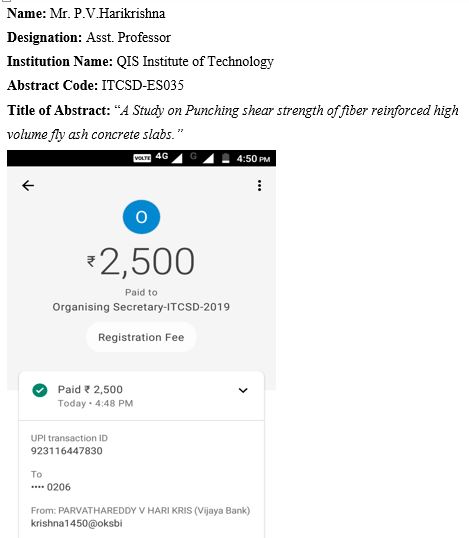 Name: Mr. P.V.Harikrishna
Designation: Asst. Professor
Institution Name: QIS Institute of Technology
Abstract Code: ITCSD-ES035
Title of Abstract: “A Study on Punching shear strength of fiber reinforced high
volume fly ash concrete slabs.”
VOLTE 4G G 4:50 PM
O
₹2,500
Paid to
Organising Secretary-ITCSD-2019
Registration Fee
Paid ₹ 2,500
Today • 4:48 PM
UPI transaction ID
923116447830
To
•••• 0206
From: PARVATHAREDDY V HARI KRIS (Vijaya Bank)
krishna1450@oksbi